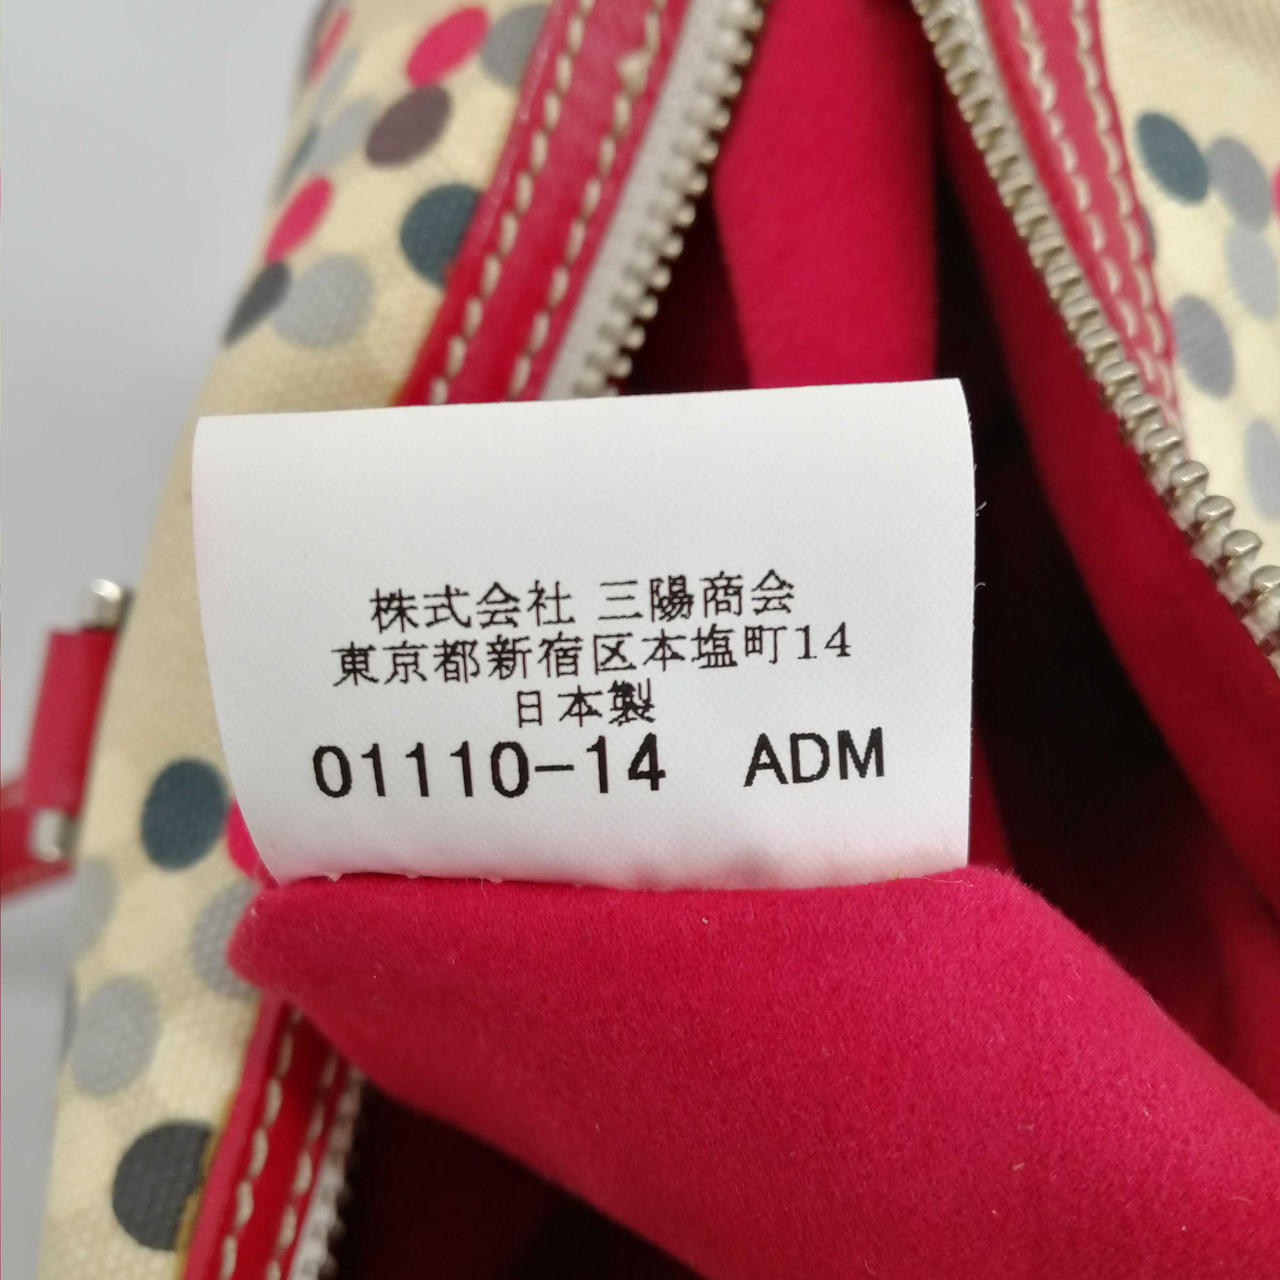 株式会社 三陽商会
東京都新宿区本塩町14
日本製
01110-14 ADM